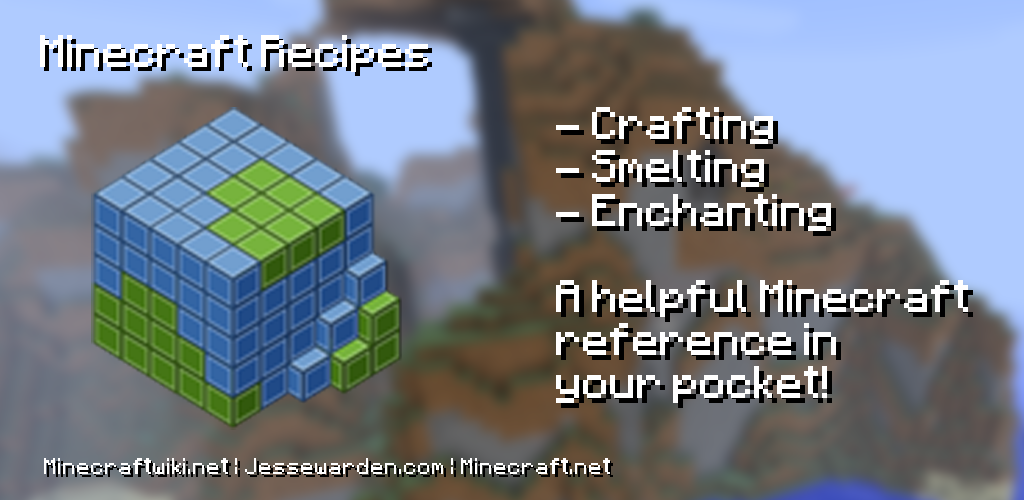 Minecraft Recipes
- Crafting
- Smelting
- Enchanting
A helpful Minecraft
reference in
your pocket!
Minecraftwiki.net | Jessewarden.com | Minecraft.net